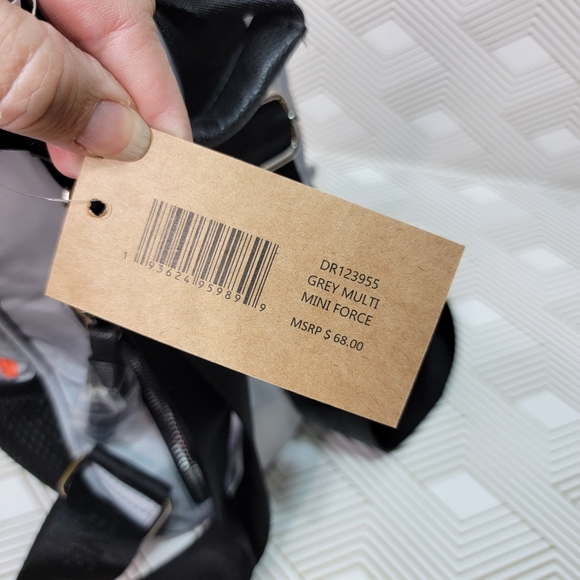 DR123955
GREY MULTI
MINI FORCE
MSRP $ 68.00
1 93624 95989 9